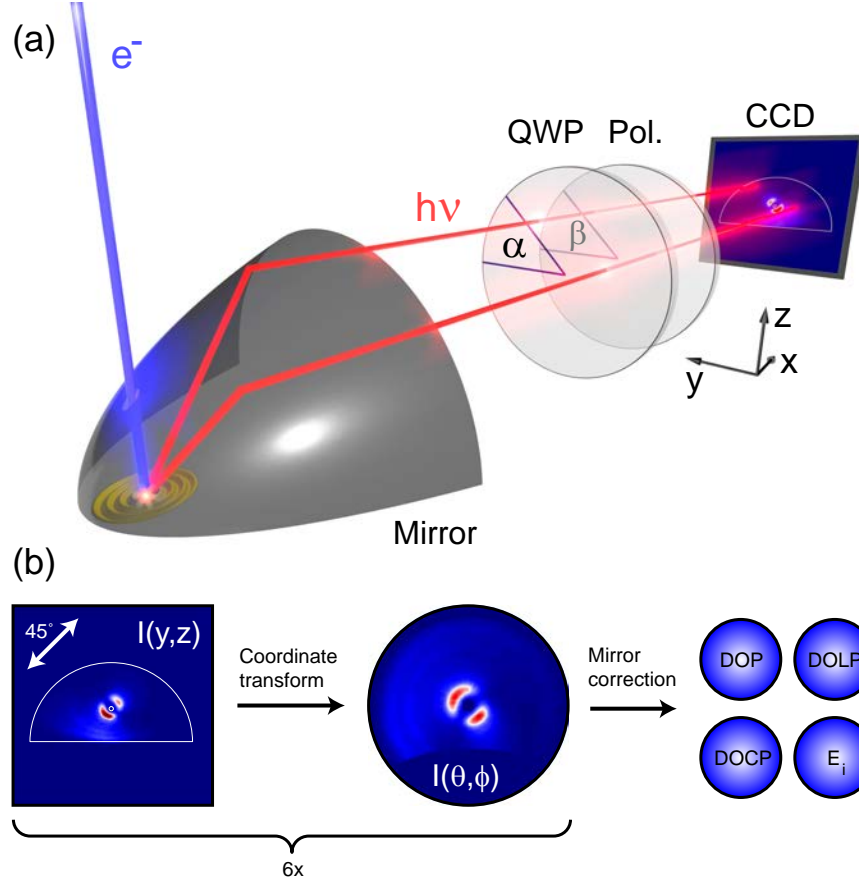 (a)
e⁻
QWP
Pol.
CCD
hν
α
β
z
y
x
Mirror
(b)
45°
I(y,z)
Coordinate
transform
I(θ,ϕ)
Mirror
correction
DOP
DOLP
DOCP
Eᵢ
6x